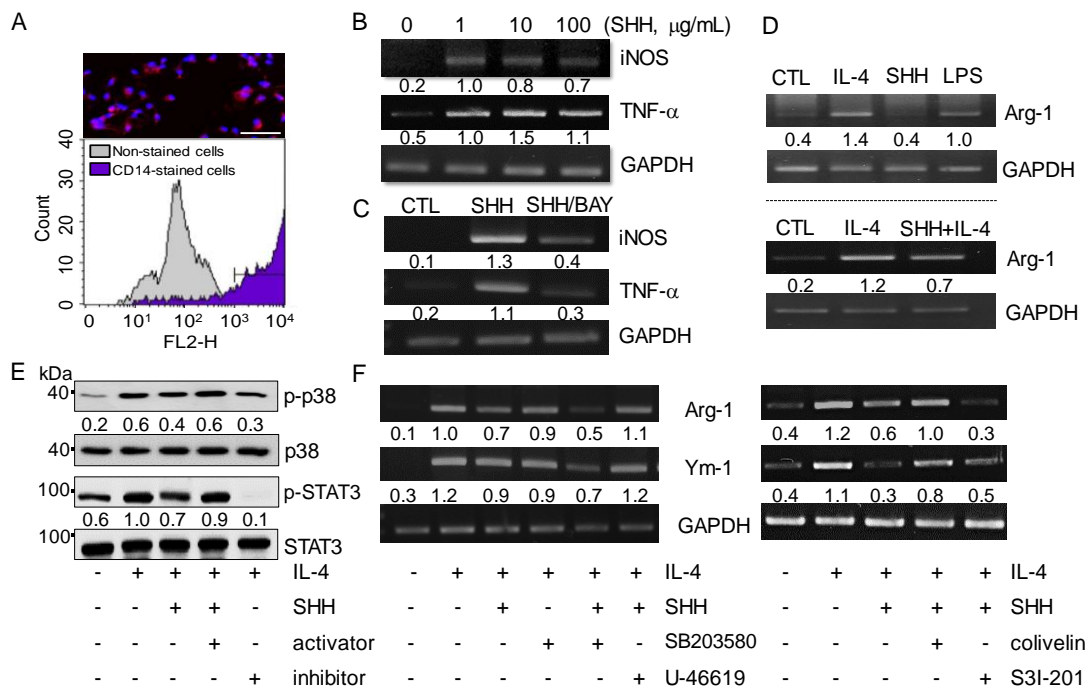 A
40
30
20
10
0
Count
Non-stained cells
CD14-stained cells
0 10¹ 10² 10³ 10⁴
FL2-H
B
0 1 10 100 (SHH, μg/mL)
iNOS
0.2 1.0 0.8 0.7
TNF-α
0.5 1.0 1.5 1.1
GAPDH
C
CTL SHH SHH/BAY
iNOS
0.1 1.3 0.4
TNF-α
0.2 1.1 0.3
GAPDH
D
CTL IL-4 SHH LPS
Arg-1
0.4 1.4 0.4 1.0
GAPDH
CTL IL-4 SHH+IL-4
Arg-1
0.2 1.2 0.7
GAPDH
E
kDa
40 p-p38
0.2 0.6 0.4 0.6 0.3
40 p38
100 p-STAT3
0.6 1.0 0.7 0.9 0.1
100 STAT3
- + + + + IL-4
- - + + - SHH
- - - + - activator
- - - - + inhibitor
F
Arg-1
0.1 1.0 0.7 0.9 0.5 1.1 0.4 1.2 0.6 1.0 0.3
Ym-1
0.3 1.2 0.9 0.9 0.7 1.2 0.4 1.1 0.3 0.8 0.5
GAPDH
- + + + + + IL-4 - + + + + IL-4
- - + - + + SHH - - + + + SHH
- - - + + - SB203580 - - - + - colivelin
- - - - - + U-46619 - - - - + S3I-201